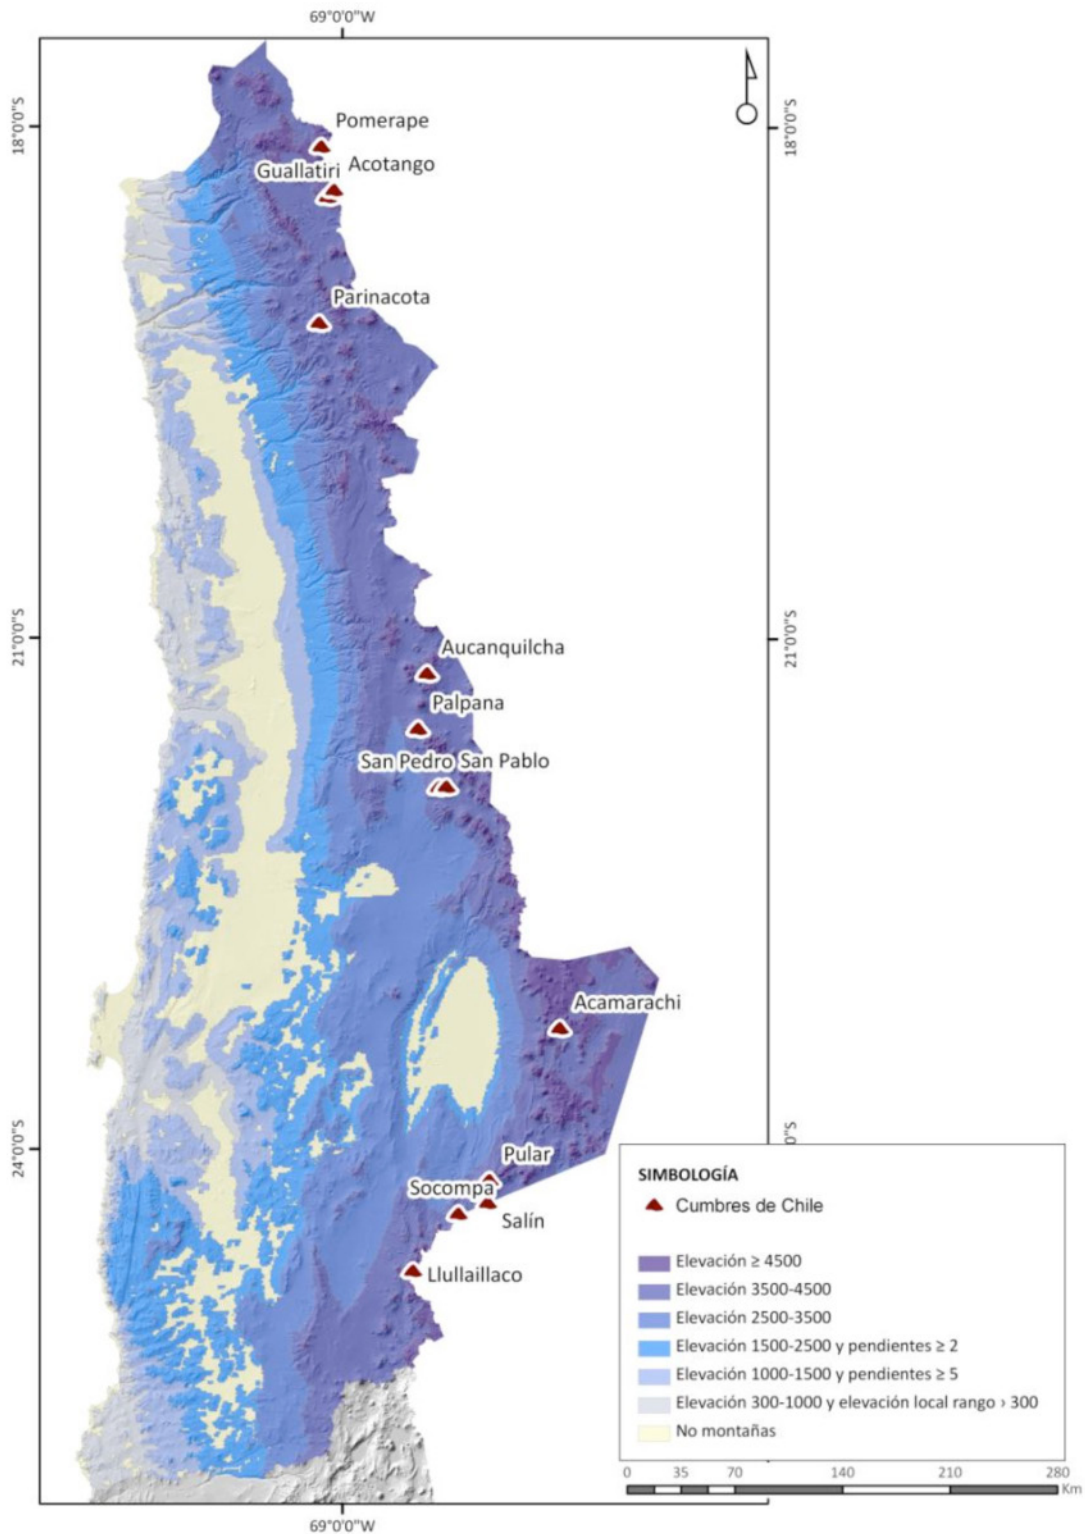 69°0'0"W
18°0'0"S
18°0'0"S
Pomerape
Guallatiri
Acotango
Parinacota
21°0'0"S
21°0'0"S
Aucanquilcha
Palpana
San Pedro
San Pablo
Acamarachi
24°0'0"S
0"S
Pular
Socompa
Salín
Llullaillaco
SIMBOLOGÍA
Cumbres de Chile
Elevación ≥ 4500
Elevación 3500-4500
Elevación 2500-3500
Elevación 1500-2500 y pendientes ≥ 2
Elevación 1000-1500 y pendientes ≥ 5
Elevación 300-1000 y elevación local rango › 300
No montañas
0 35 70 140 210 280
Km
69°0'0"W